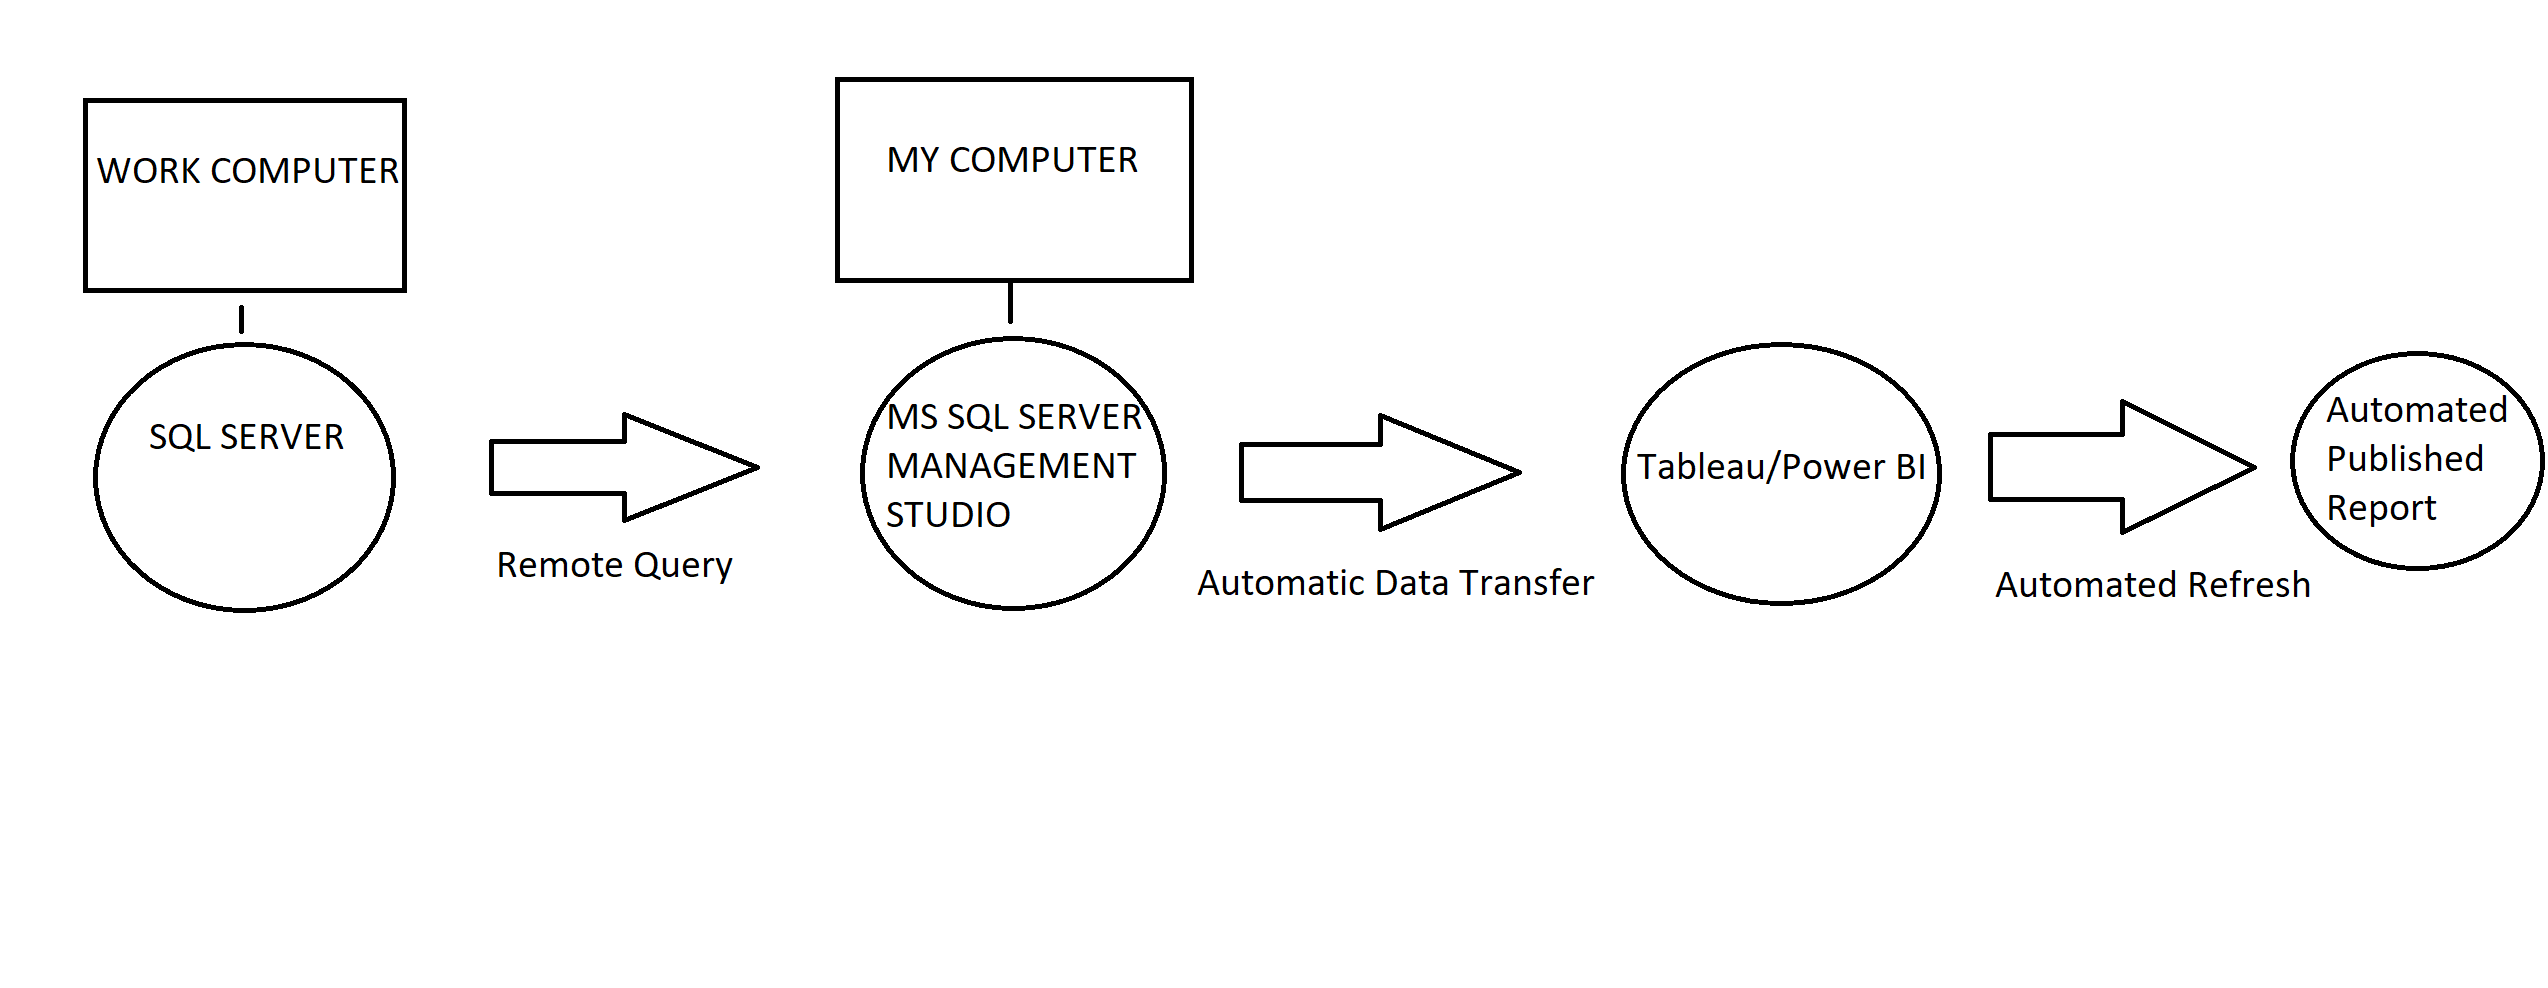 WORK COMPUTER
MY COMPUTER
SQL SERVER
Remote Query
MS SQL SERVER
MANAGEMENT
STUDIO
Automatic Data Transfer
Tableau/Power BI
Automated Refresh
Automated
Published
Report